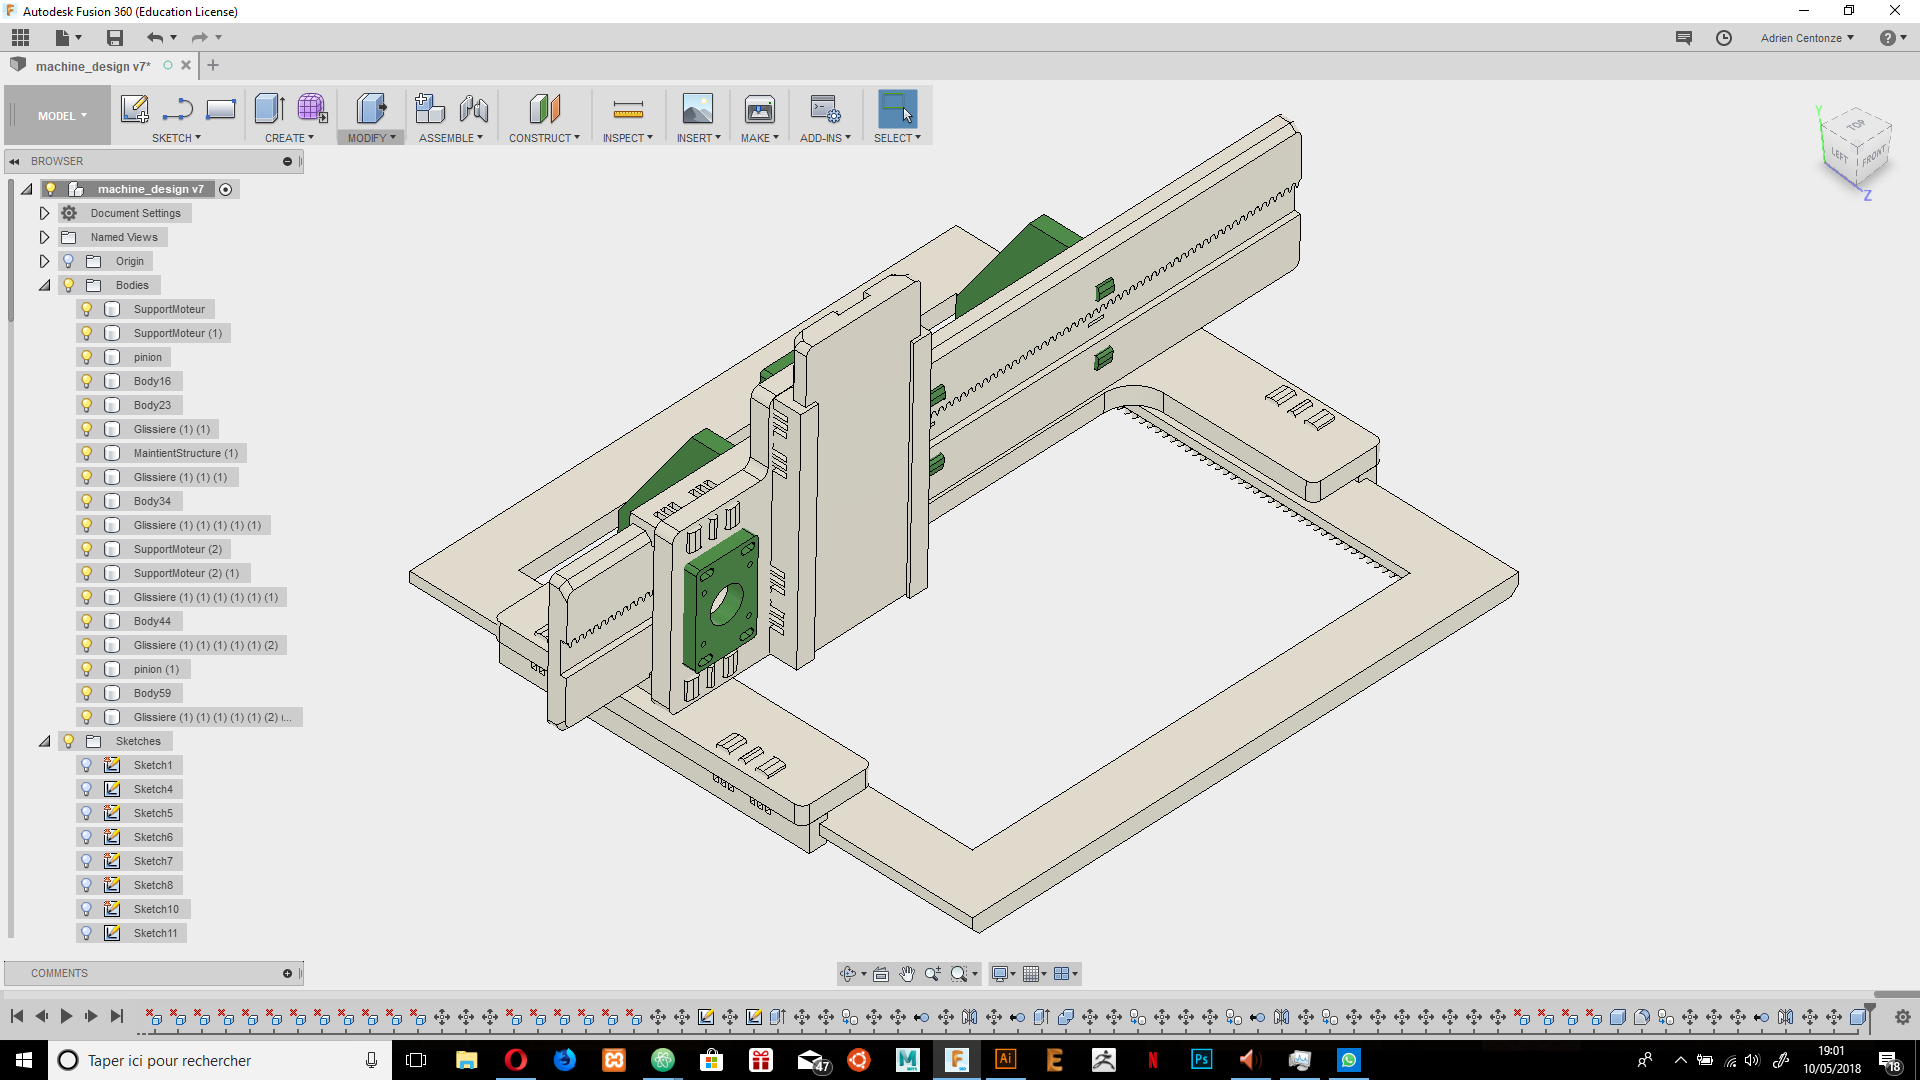 Autodesk Fusion 360 (Education License)
Adrien Centonze
machine_design v7*
MODEL
SKETCH
CREATE
MODIFY
ASSEMBLE
CONSTRUCT
INSPECT
INSERT
MAKE
ADD-INS
SELECT
Y
TOP
LEFT
FRONT
Z
BROWSER
machine_design v7
Document Settings
Named Views
Origin
Bodies
SupportMoteur
SupportMoteur (1)
pinion
Body16
Body23
Glissiere (1) (1)
MaintientStructure (1)
Glissiere (1) (1) (1)
Body34
Glissiere (1) (1) (1) (1) (1)
SupportMoteur (2)
SupportMoteur (2) (1)
Glissiere (1) (1) (1) (1) (1) (1)
Body44
Glissiere (1) (1) (1) (1) (1) (2)
pinion (1)
Body59
Glissiere (1) (1) (1) (1) (1) (2) (...
Sketches
Sketch1
Sketch4
Sketch5
Sketch6
Sketch7
Sketch8
Sketch10
Sketch11
COMMENTS
Taper ici pour rechercher
47
Ai
Ps
19:01
10/05/2018
18